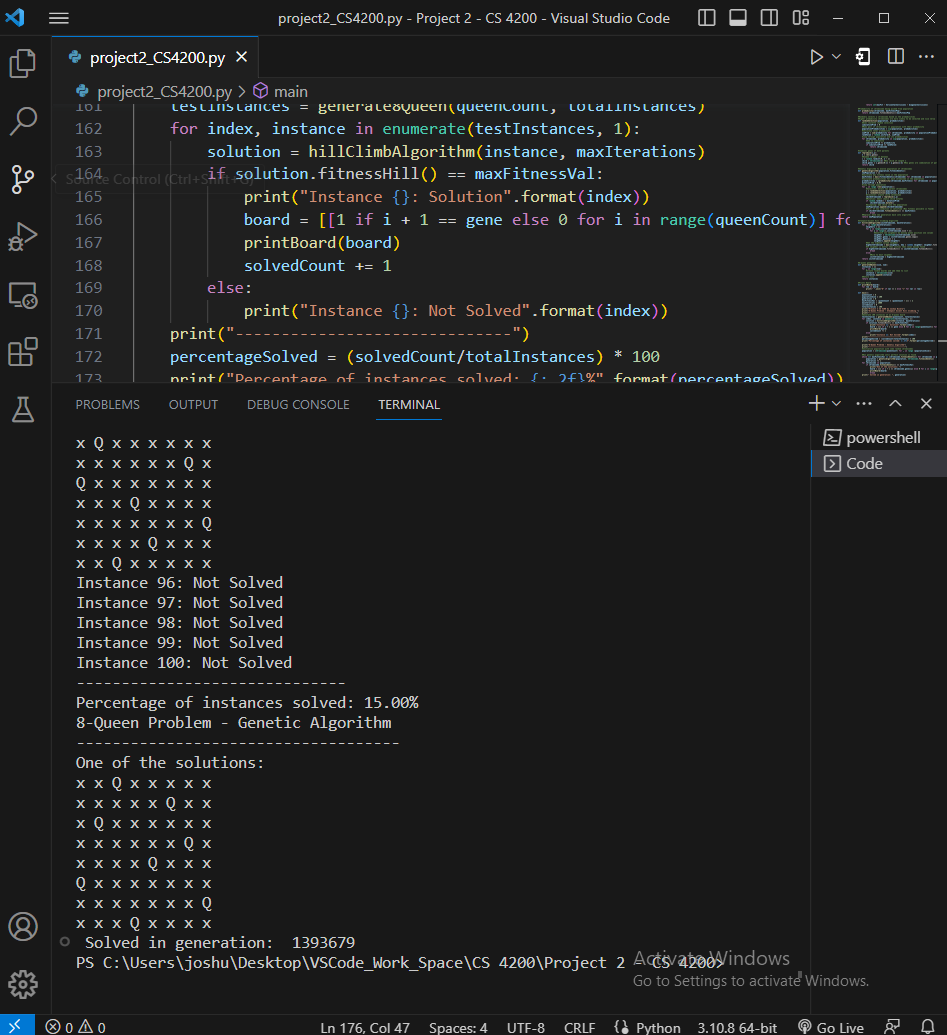 project2_CS4200.py - Project 2 - CS 4200 - Visual Studio Code
project2_CS4200.py
project2_CS4200.py > main
161 testInstances = generate8Queen(queenCount, totalInstances)
162 for index, instance in enumerate(testInstances, 1):
163 solution = hillClimbAlgorithm(instance, maxIterations)
164 if solution.fitnessHill() == maxFitnessVal:
Source Control (Ctrl+Shift+G)
165 print("Instance {}: Solution".format(index))
166 board = [[1 if i + 1 == gene else 0 for i in range(queenCount)] fo
167 printBoard(board)
168 solvedCount += 1
169 else:
170 print("Instance {}: Not Solved".format(index))
171 print("------------------------------")
172 percentageSolved = (solvedCount/totalInstances) * 100
173 print("Percentage of instances solved: {:.2f}%".format(percentageSolved))
PROBLEMS OUTPUT DEBUG CONSOLE TERMINAL
powershell
Code
x Q x x x x x x
x x x x x x Q x
Q x x x x x x x
x x x Q x x x x
x x x x x x x Q
x x x x Q x x x
x x Q x x x x x
Instance 96: Not Solved
Instance 97: Not Solved
Instance 98: Not Solved
Instance 99: Not Solved
Instance 100: Not Solved
------------------------------
Percentage of instances solved: 15.00%
8-Queen Problem - Genetic Algorithm
------------------------------------
One of the solutions:
x x Q x x x x x
x x x x x Q x x
x Q x x x x x x
x x x x x x Q x
x x x x Q x x x
Q x x x x x x x
x x x x x x x Q
x x x Q x x x x
Solved in generation:  1393679
PS C:\Users\joshu\Desktop\VSCode_Work_Space\CS 4200\Project 2 - CS 4200>
Activate Windows
Go to Settings to activate Windows.
0 0 Ln 176, Col 47 Spaces: 4 UTF-8 CRLF Python 3.10.8 64-bit Go Live